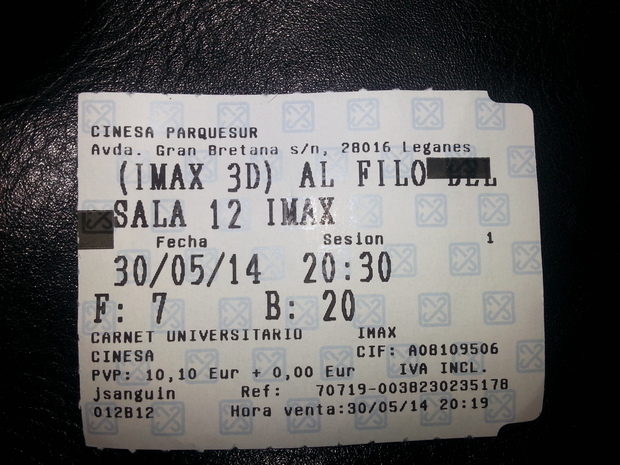 CINESA PARQUESUR
Avda. Gran Bretana s/n, 28016 Leganes
(IMAX 3D) AL FILO DEL
SALA 12 IMAX
Fecha Sesion 1
30/05/14 20:30
F: 7 B: 20
CARNET UNIVERSITARIO IMAX
CINESA CIF: A08109506
PVP: 10,10 Eur + 0,00 Eur IVA INCL.
jsanguin Ref: 70719-0038230235178
012B12 Hora venta:30/05/14 20:19